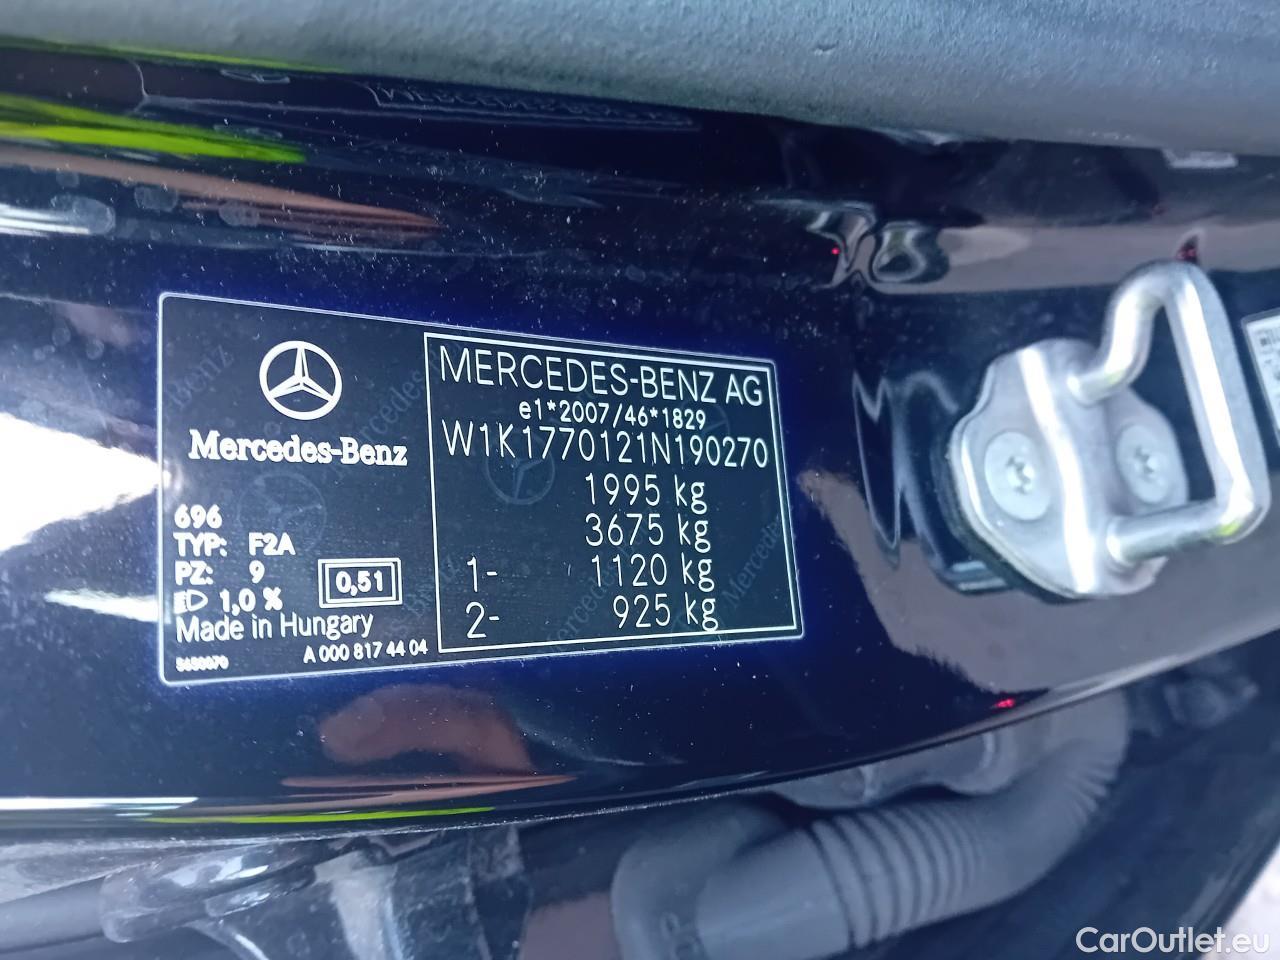 Mercedes-Benz
696
TYP: F2A
PZ: 9
1,0 %
0,51
Made in Hungary
A 000 817 44 04
MERCEDES-BENZ AG
e1*2007/46*1829
W1K1770121N190270
1995 kg
3675 kg
1- 1120 kg
2- 925 kg
CarOutlet.eu